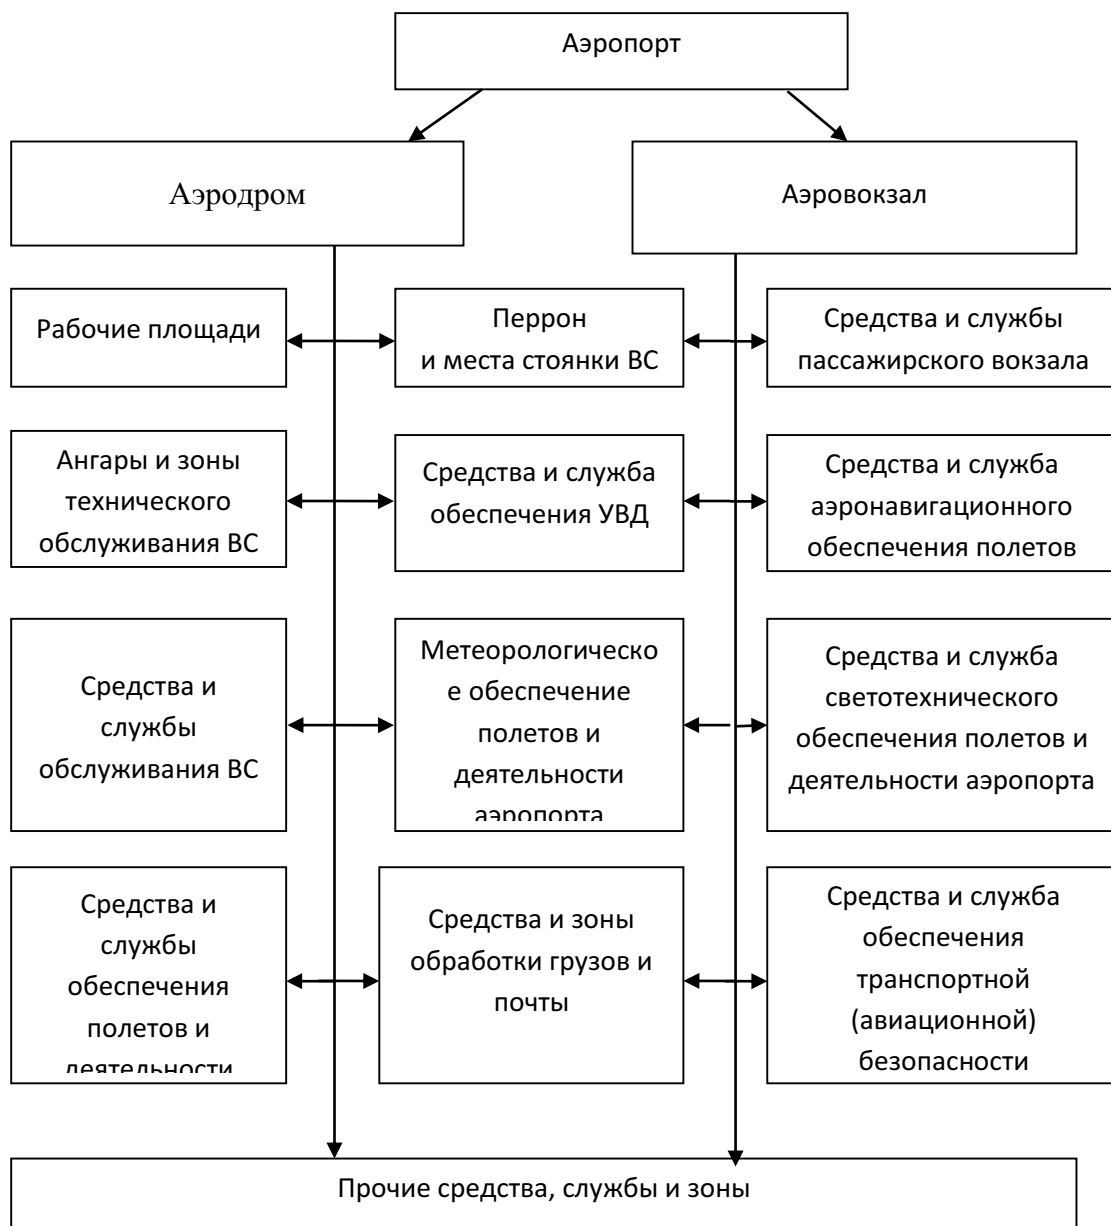 Аэропорт
Аэродром
Аэровокзал
Рабочие площади
Перрон
и места стоянки ВС
Средства и службы
пассажирского вокзала
Ангары и зоны
технического
обслуживания ВС
Средства и служба
обеспечения УВД
Средства и служба
аэронавигационного
обеспечения полетов
Средства и
службы
обслуживания ВС
Метеорологическо
е обеспечение
полетов и
деятельности
аэропорта
Средства и служба
светотехнического
обеспечения полетов и
деятельности аэропорта
Средства и
службы
обеспечения
полетов и
деятельности
Средства и зоны
обработки грузов и
почты
Средства и служба
обеспечения
транспортной
(авиационной)
безопасности
Прочие средства, службы и зоны